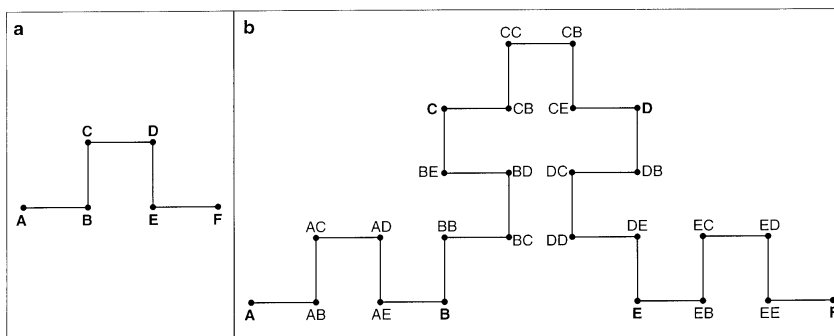 a
C D
A B E F
b
CC CB
C CB CE D
BE BD DC DB
AC AD BB BC DD DE EC ED
A AB AE B E EB EE F